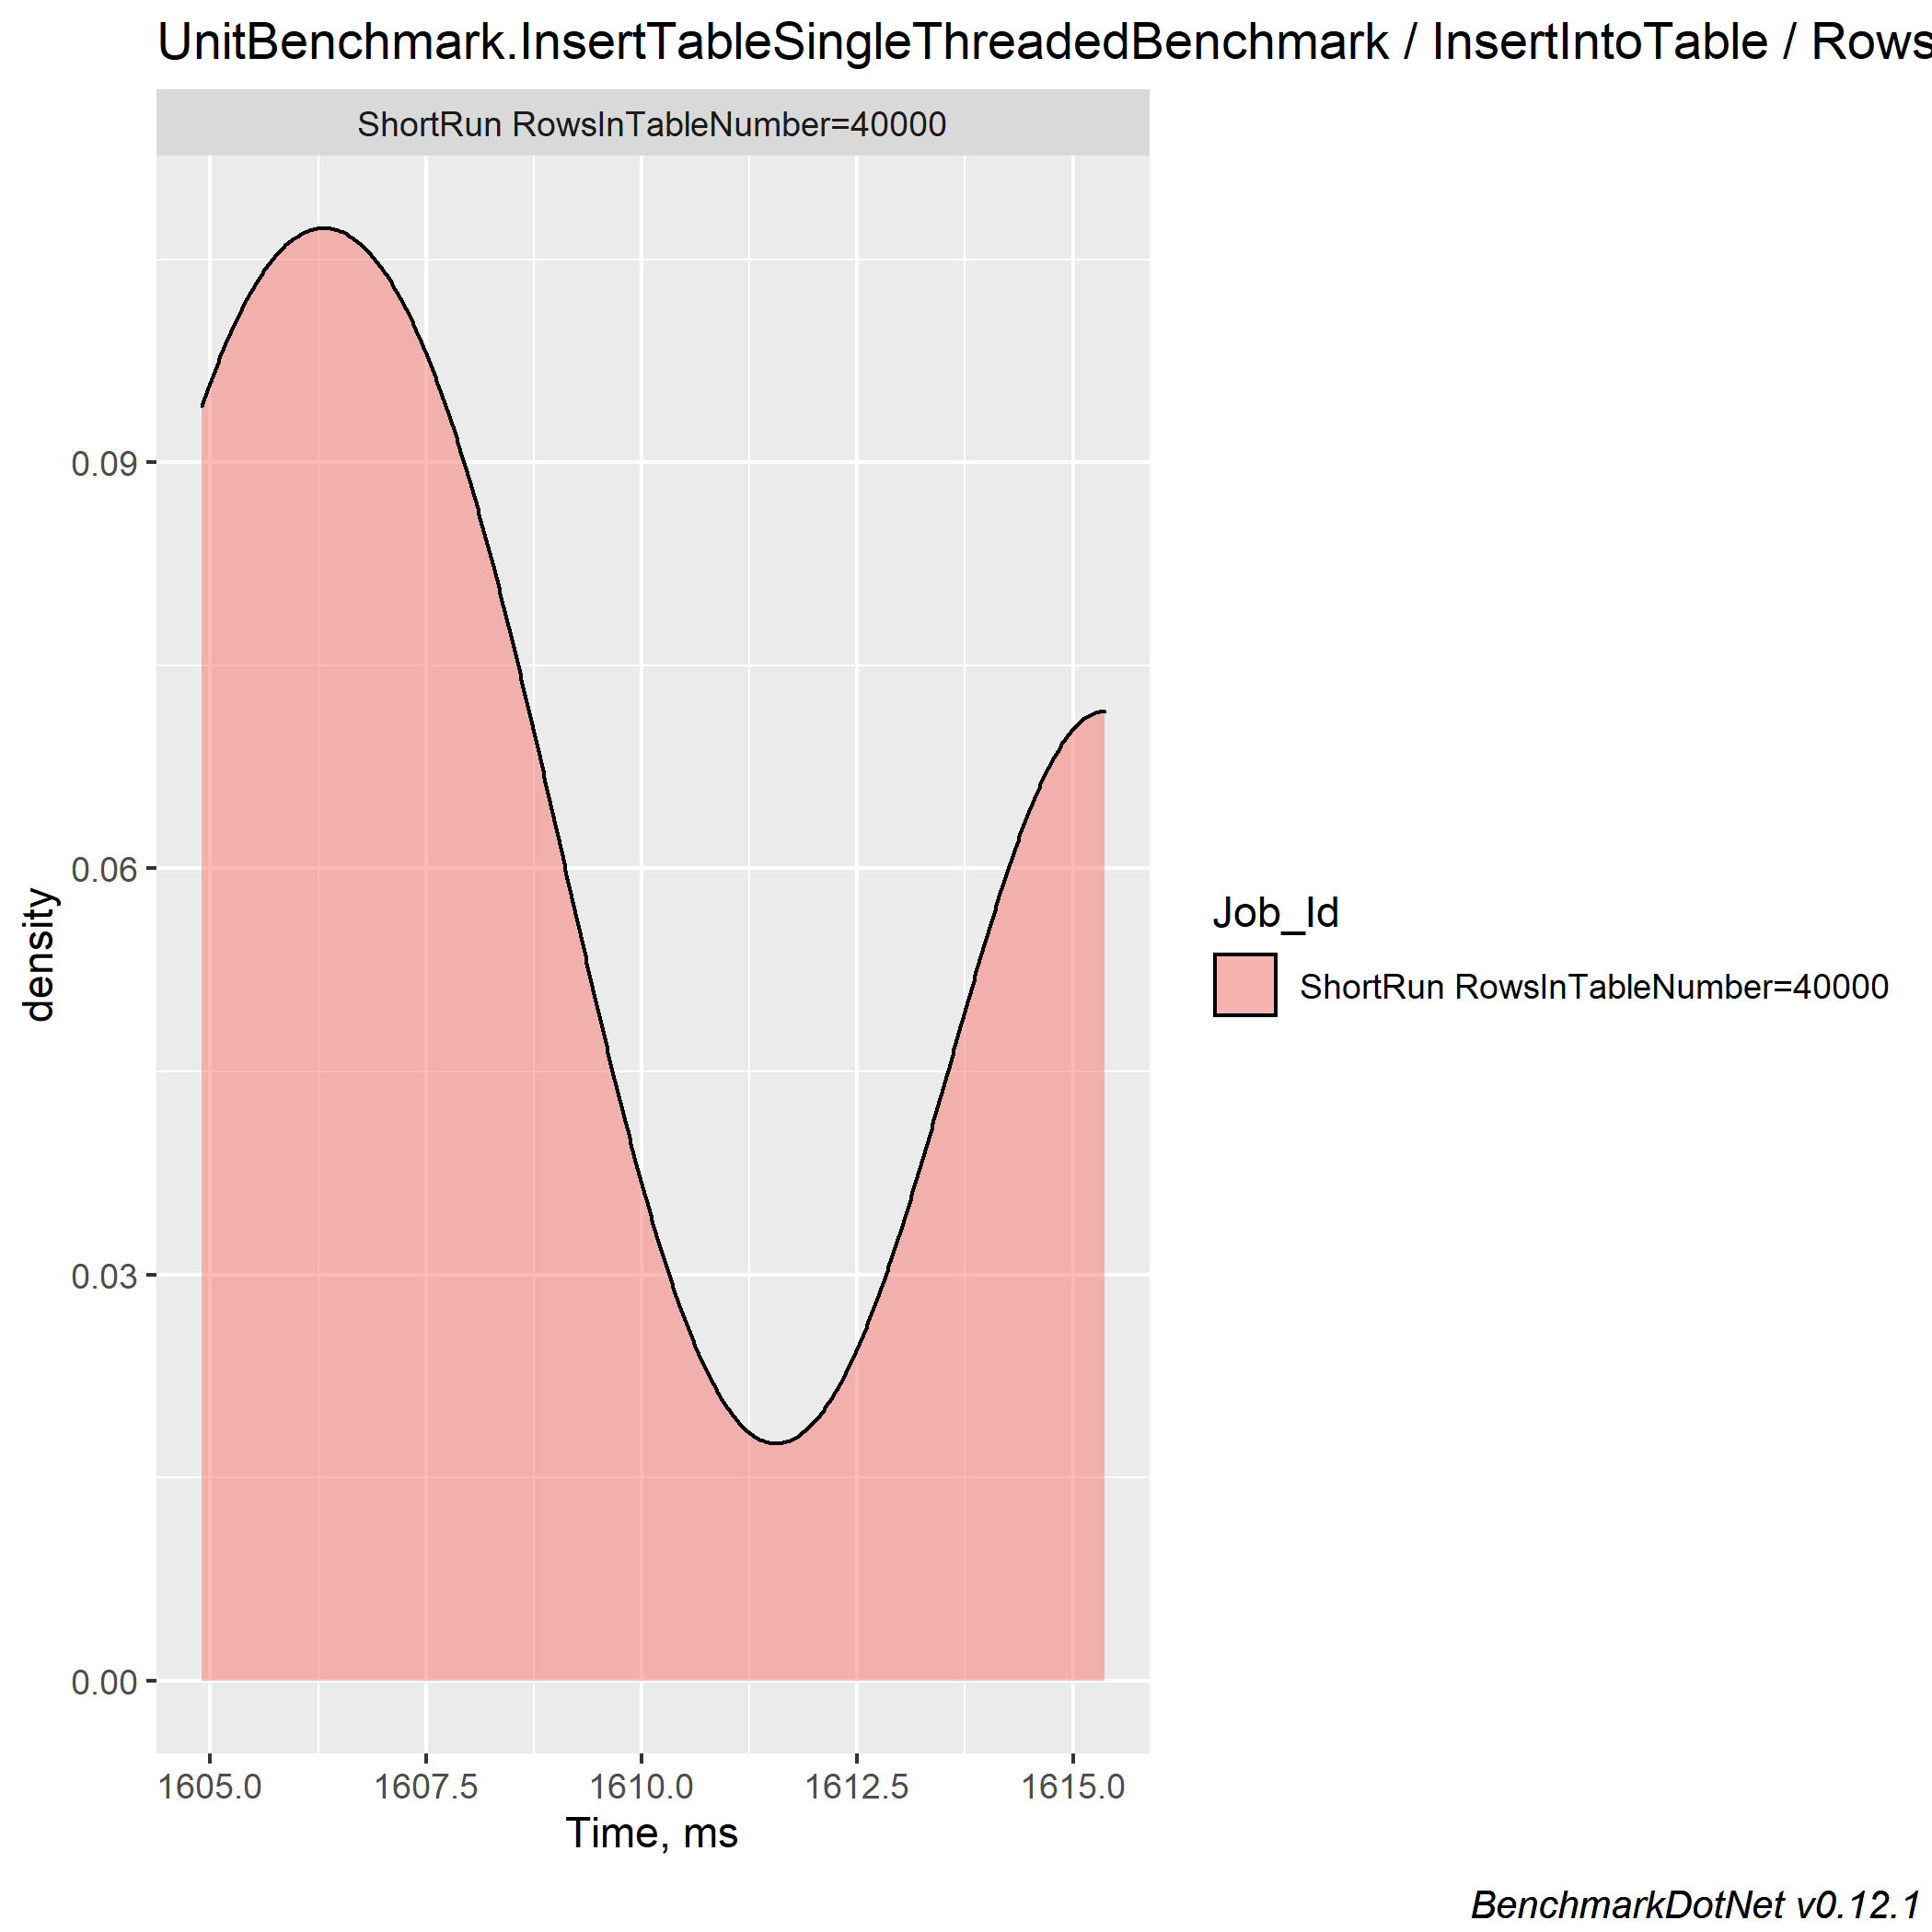 UnitBenchmark.InsertTableSingleThreadedBenchmark / InsertIntoTable / Rows
ShortRun RowsInTableNumber=40000
0.09
0.06
0.03
0.00
density
1605.0 1607.5 1610.0 1612.5 1615.0
Time, ms
Job_Id
ShortRun RowsInTableNumber=40000
BenchmarkDotNet v0.12.1